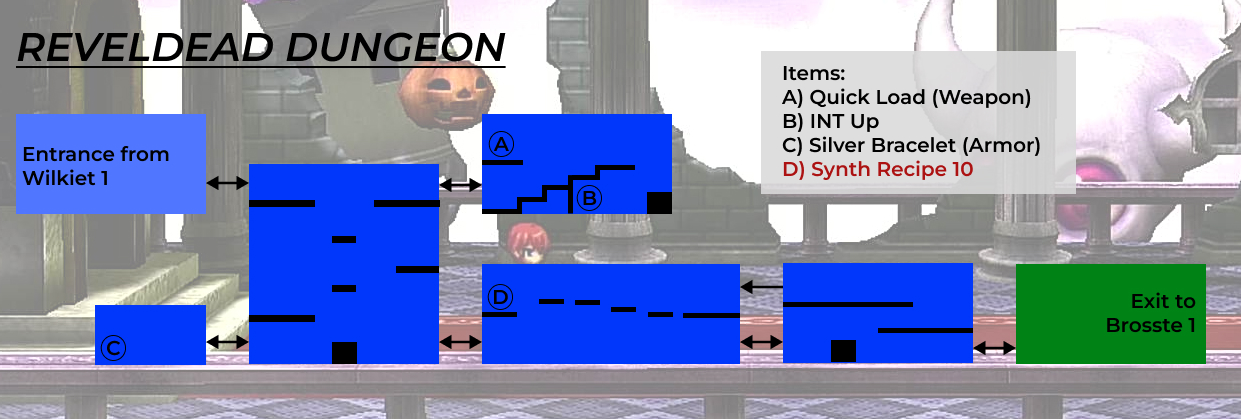 REVELDEAD DUNGEON
Items:
A) Quick Load (Weapon)
B) INT Up
C) Silver Bracelet (Armor)
D) Synth Recipe 10
Entrance from
Wilkiet 1
A
B
C
D
Exit to
Brosste 1